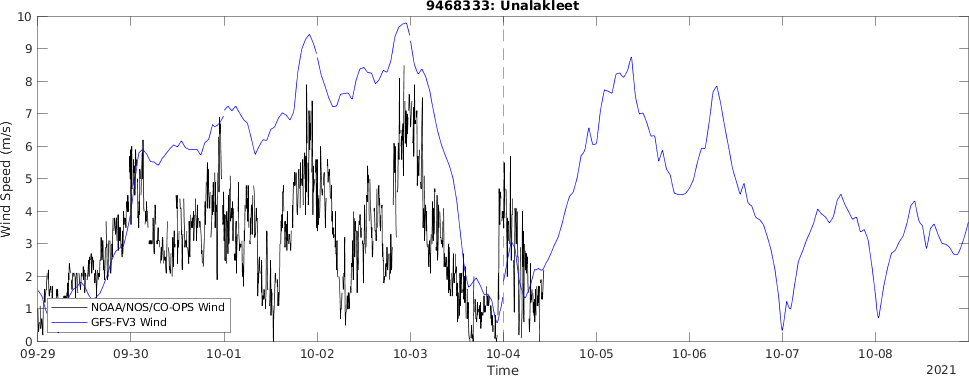 9468333: Unalakleet
10
9
8
7
6
5
4
3
2
1
0
Wind Speed (m/s)
NOAA/NOS/CO-OPS Wind
GFS-FV3 Wind
09-29 09-30 10-01 10-02 10-03 10-04 10-05 10-06 10-07 10-08
Time
2021